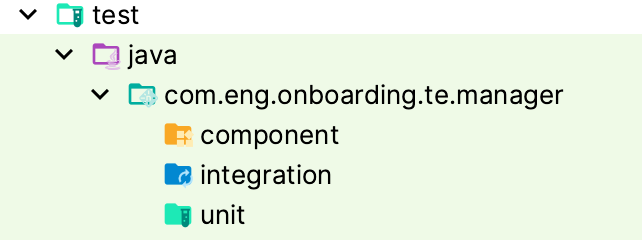 test
java
com.eng.onboarding.te.manager
component
integration
unit